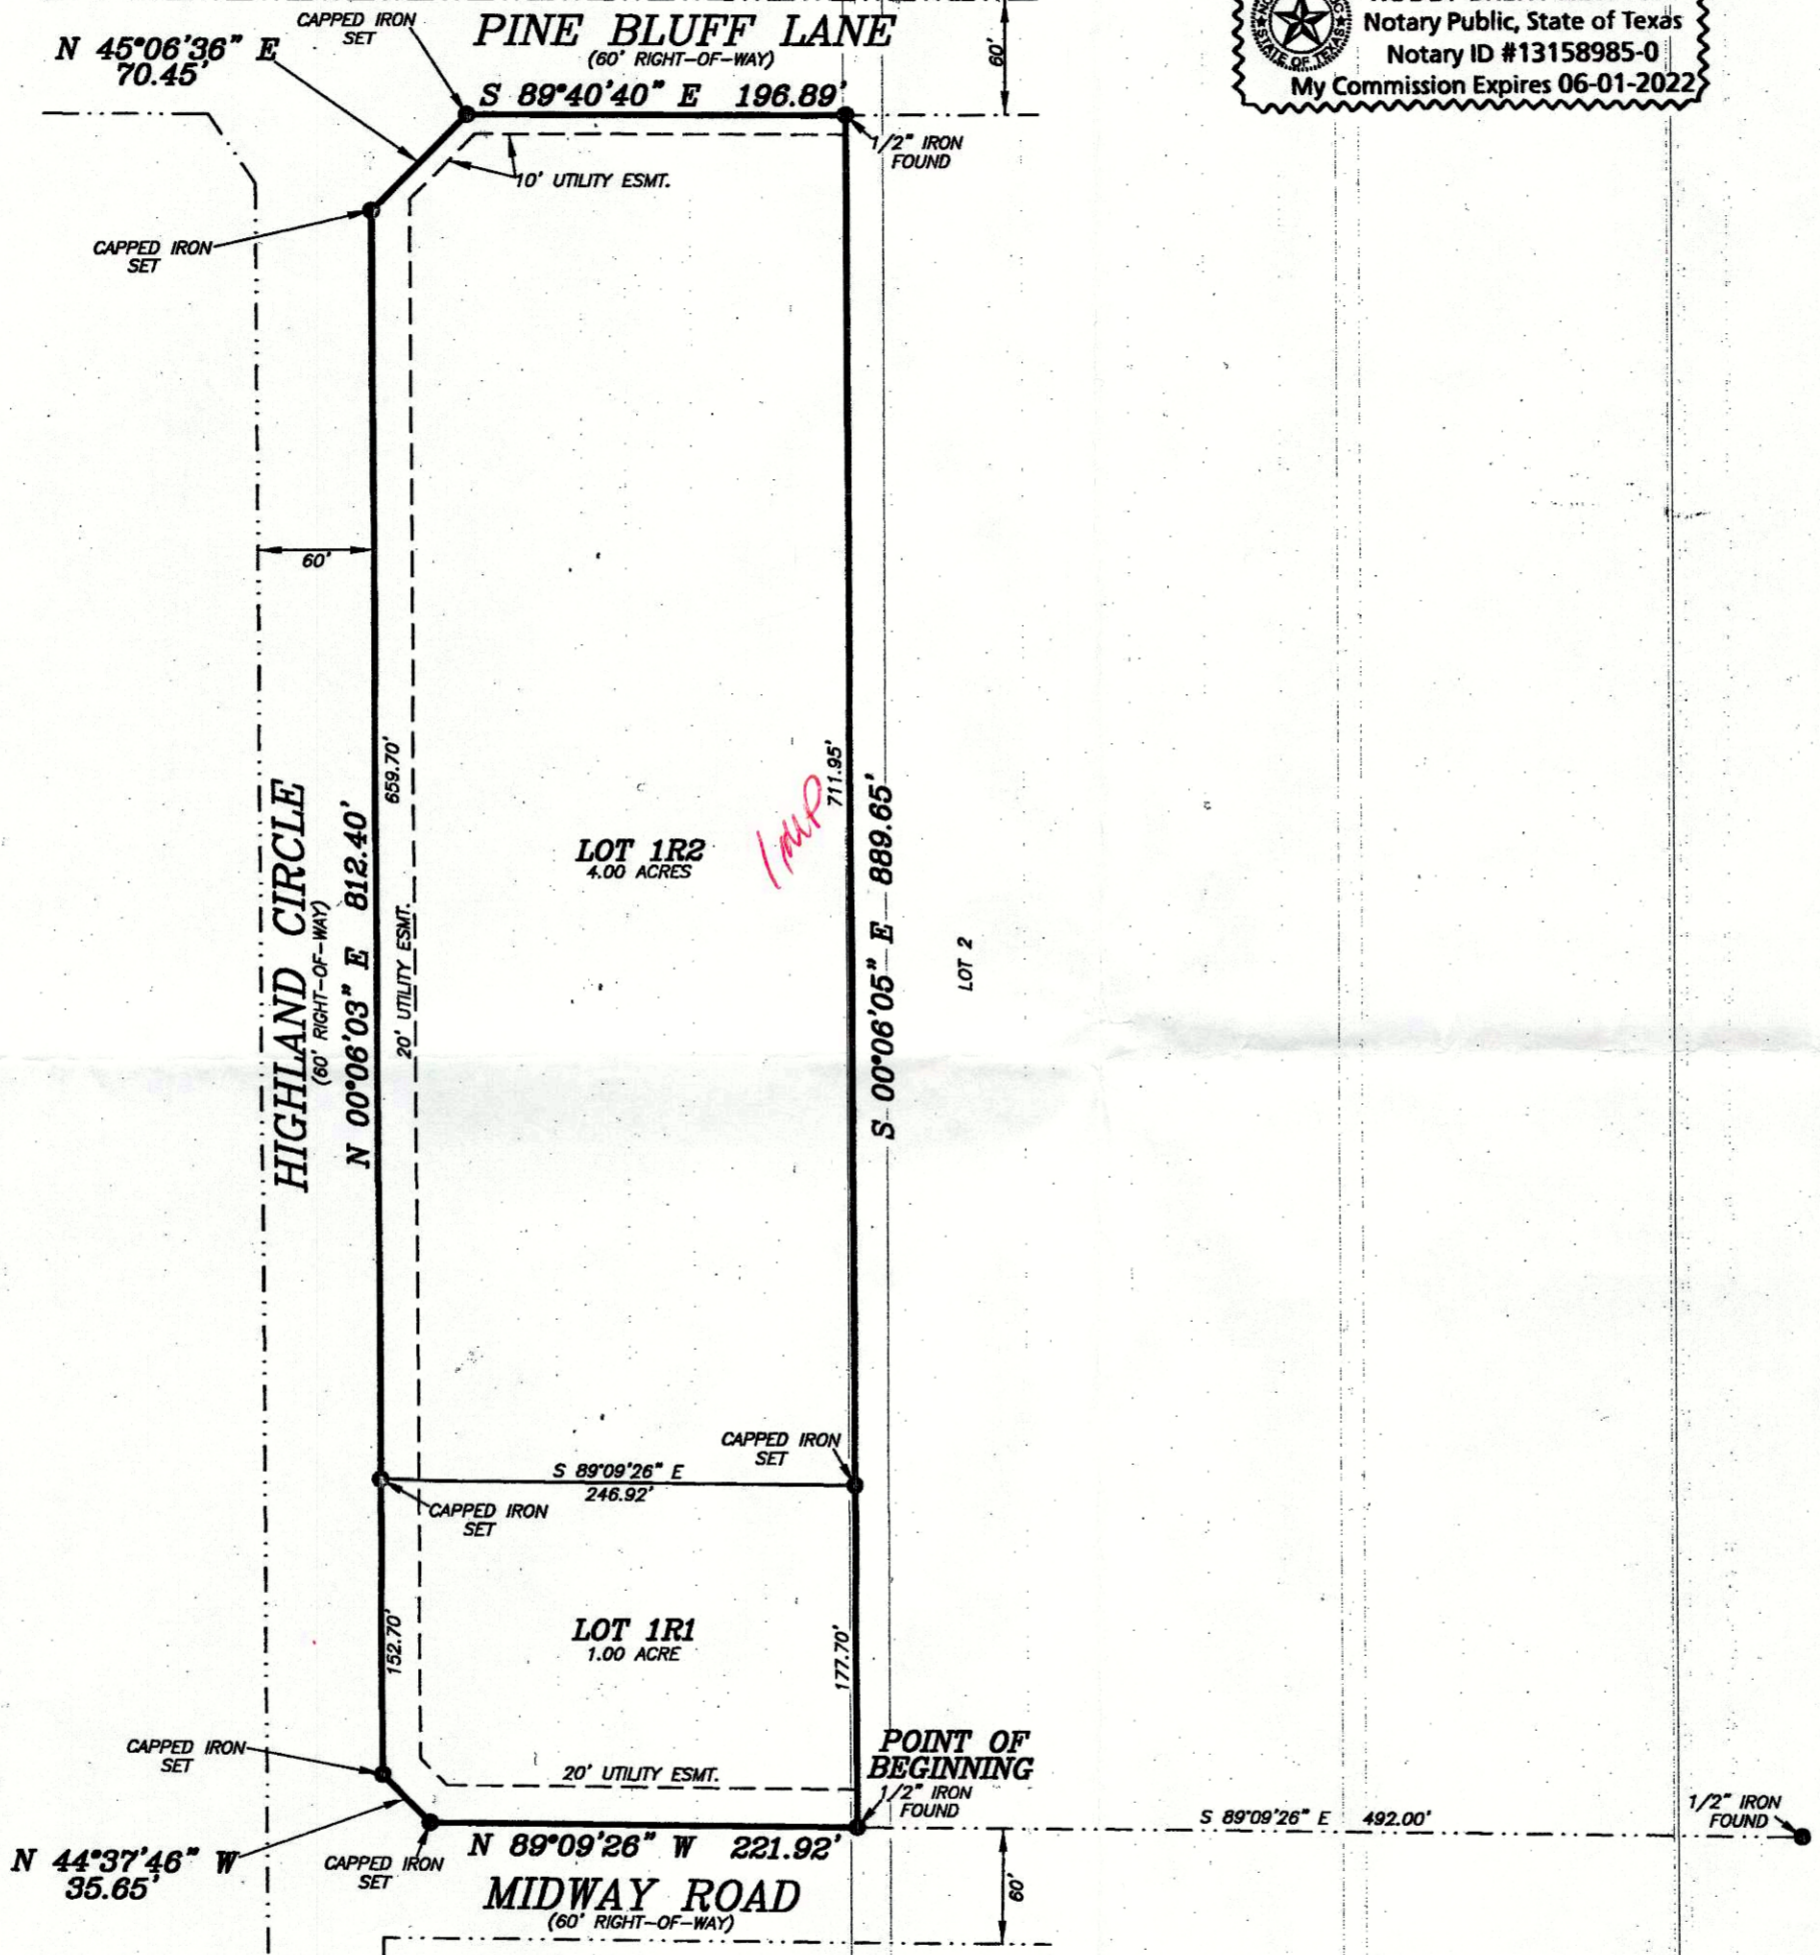 CAPPED IRON
SET
PINE BLUFF LANE
(60' RIGHT-OF-WAY)
60'
Notary Public, State of Texas
Notary ID #13158985-0
My Commission Expires 06-01-2022
STATE OF TEXAS
N 45°06'36" E
70.45'
S 89°40'40" E 196.89'
1/2" IRON
FOUND
10' UTILITY ESMT.
CAPPED IRON
SET
60'
659.70'
711.95'
HIGHLAND CIRCLE
(60' RIGHT-OF-WAY)
N 00°06'03" E 812.40'
20' UTILITY ESMT.
LOT 1R2
4.00 ACRES
S 00°06'05" E 889.65'
LOT 2
CAPPED IRON
SET
S 89°09'26" E
246.92'
CAPPED IRON
SET
152.70'
LOT 1R1
1.00 ACRE
177.70'
CAPPED IRON
SET
20' UTILITY ESMT.
POINT OF
BEGINNING
1/2" IRON
FOUND
S 89°09'26" E 492.00'
1/2" IRON
FOUND
N 44°37'46" W
35.65'
CAPPED IRON
SET
N 89°09'26" W 221.92'
MIDWAY ROAD
(60' RIGHT-OF-WAY)
60'